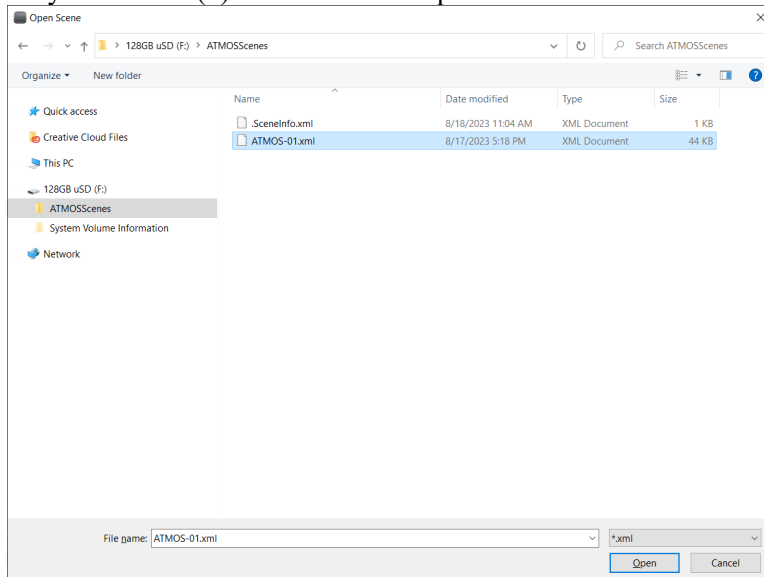 Open Scene
128GB uSD (F:) > ATMOSScenes
Search ATMOSScenes
Organize
New folder
Name
Date modified
Type
Size
Quick access
Creative Cloud Files
This PC
128GB uSD (F:)
ATMOSScenes
System Volume Information
Network
.SceneInfo.xml
8/18/2023 11:04 AM
XML Document
1 KB
ATMOS-01.xml
8/17/2023 5:18 PM
XML Document
44 KB
File name: ATMOS-01.xml
*.xml
Open
Cancel